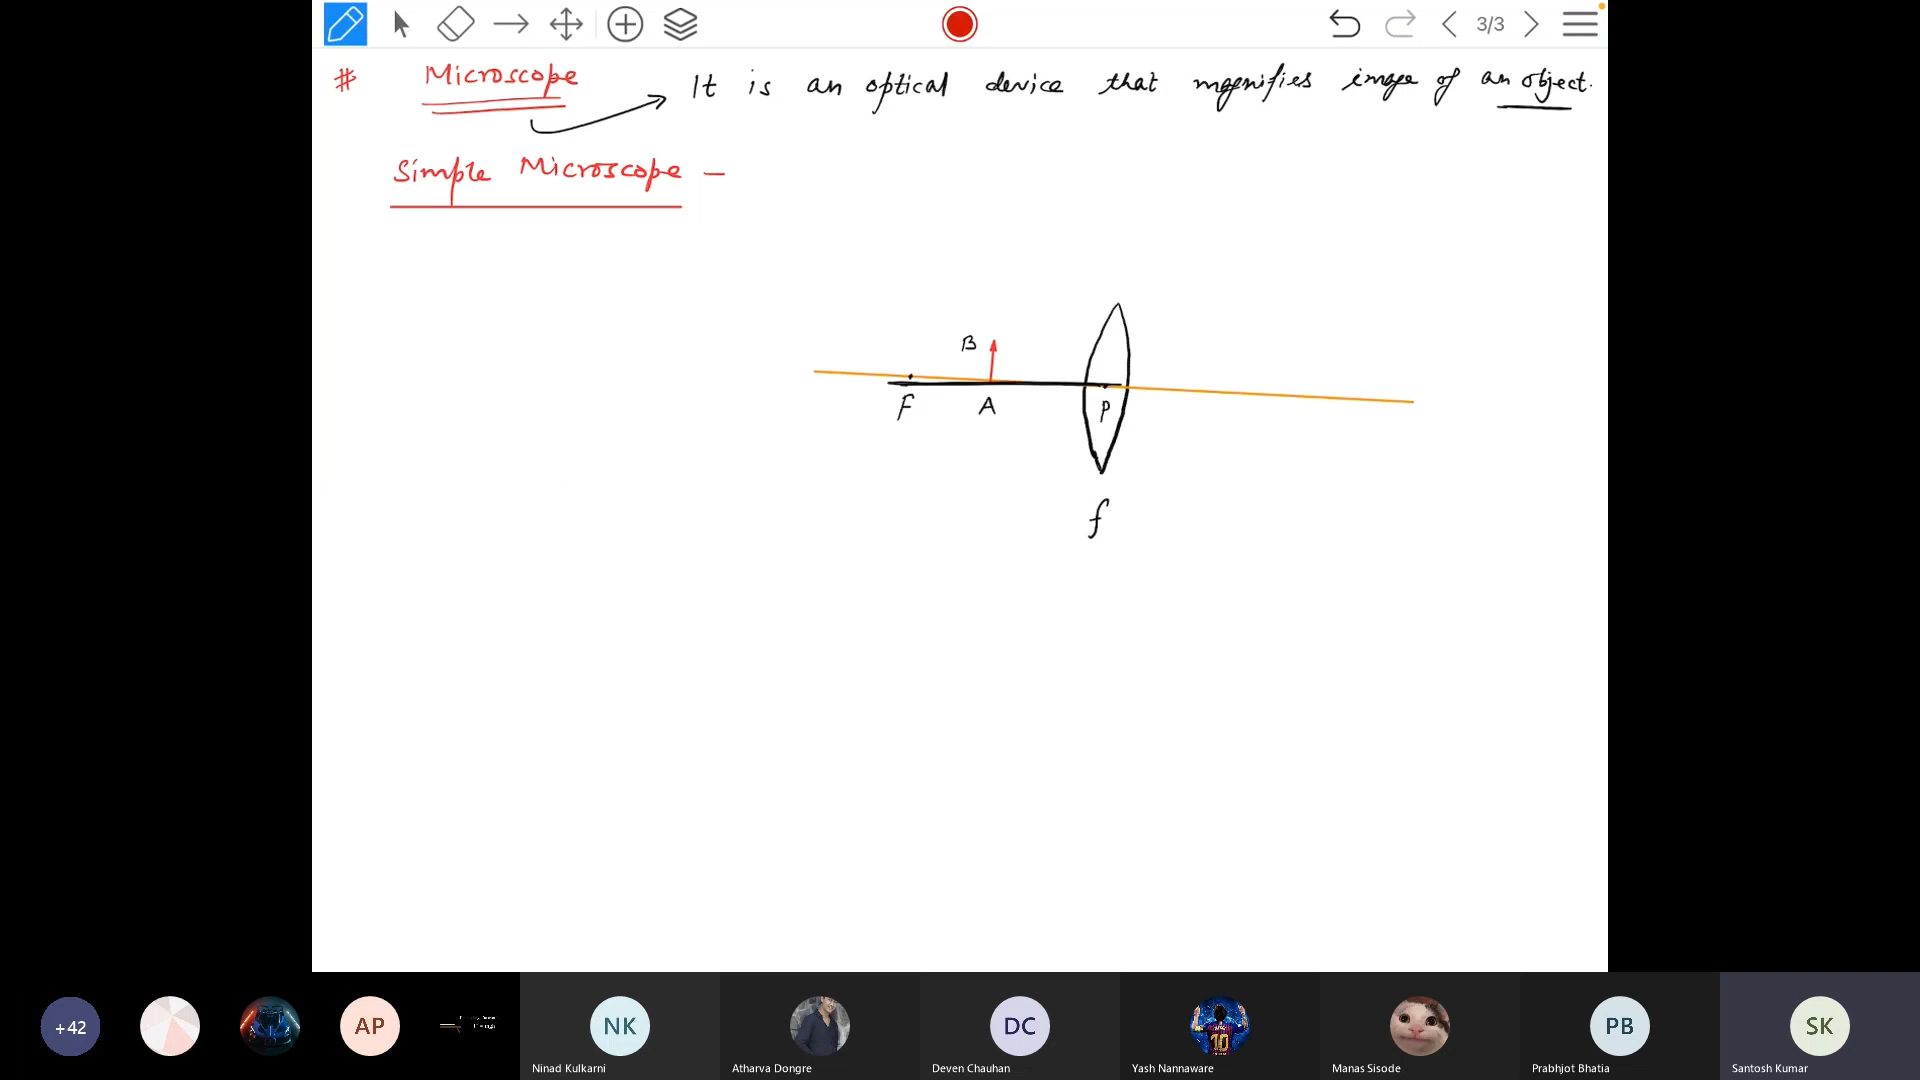 3/3
# Microscope It is an optical device that magnifies image of an object.
Simple Microscope -
B
F A P
f
+42
AP
NK
DC
10
PB
SK
Ninad Kulkarni
Atharva Dongre
Deven Chauhan
Yash Nannaware
Manas Sisode
Prabhjot Bhatia
Santosh Kumar